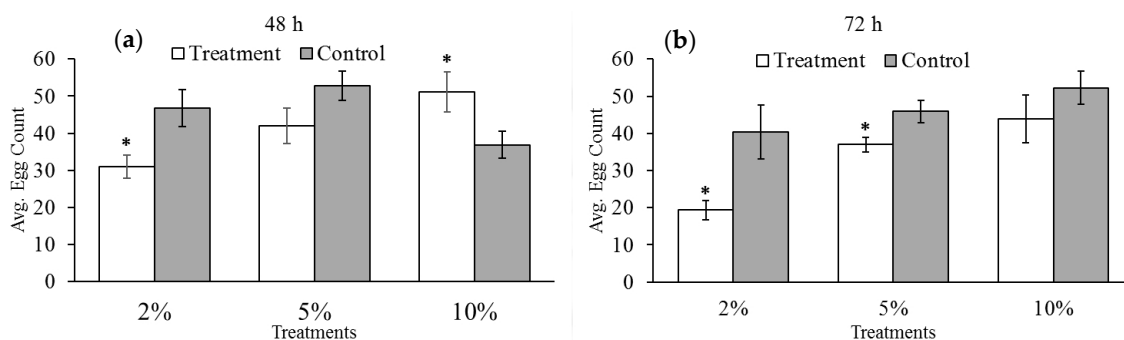 (a)
48 h
Treatment
Control
Avg. Egg Count
60
50
40
30
20
10
0
*
*
2%
5%
10%
Treatments
(b)
72 h
Treatment
Control
Avg. Egg Count
60
50
40
30
20
10
0
*
*
2%
5%
10%
Treatments